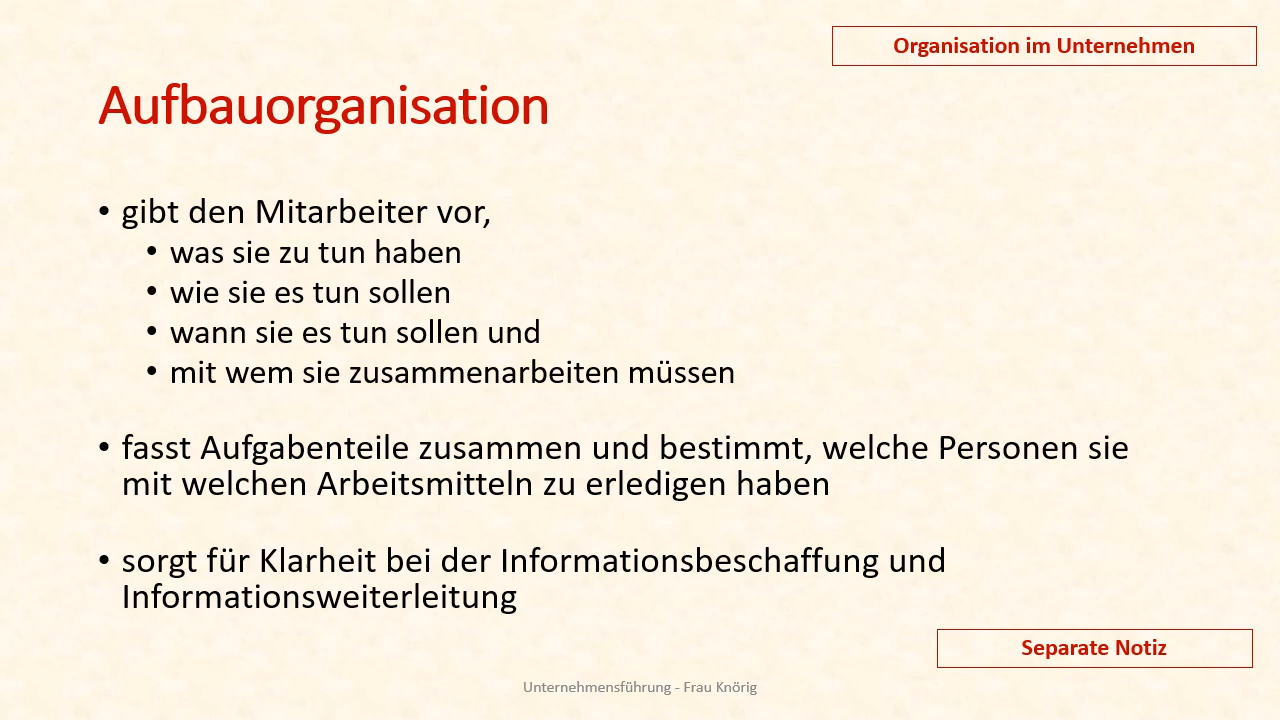 Organisation im Unternehmen
Aufbauorganisation
• gibt den Mitarbeiter vor,
• was sie zu tun haben
• wie sie es tun sollen
• wann sie es tun sollen und
• mit wem sie zusammenarbeiten müssen
• fasst Aufgabenteile zusammen und bestimmt, welche Personen sie
mit welchen Arbeitsmitteln zu erledigen haben
• sorgt für Klarheit bei der Informationsbeschaffung und
Informationsweiterleitung
Separate Notiz
Unternehmensführung - Frau Knörig